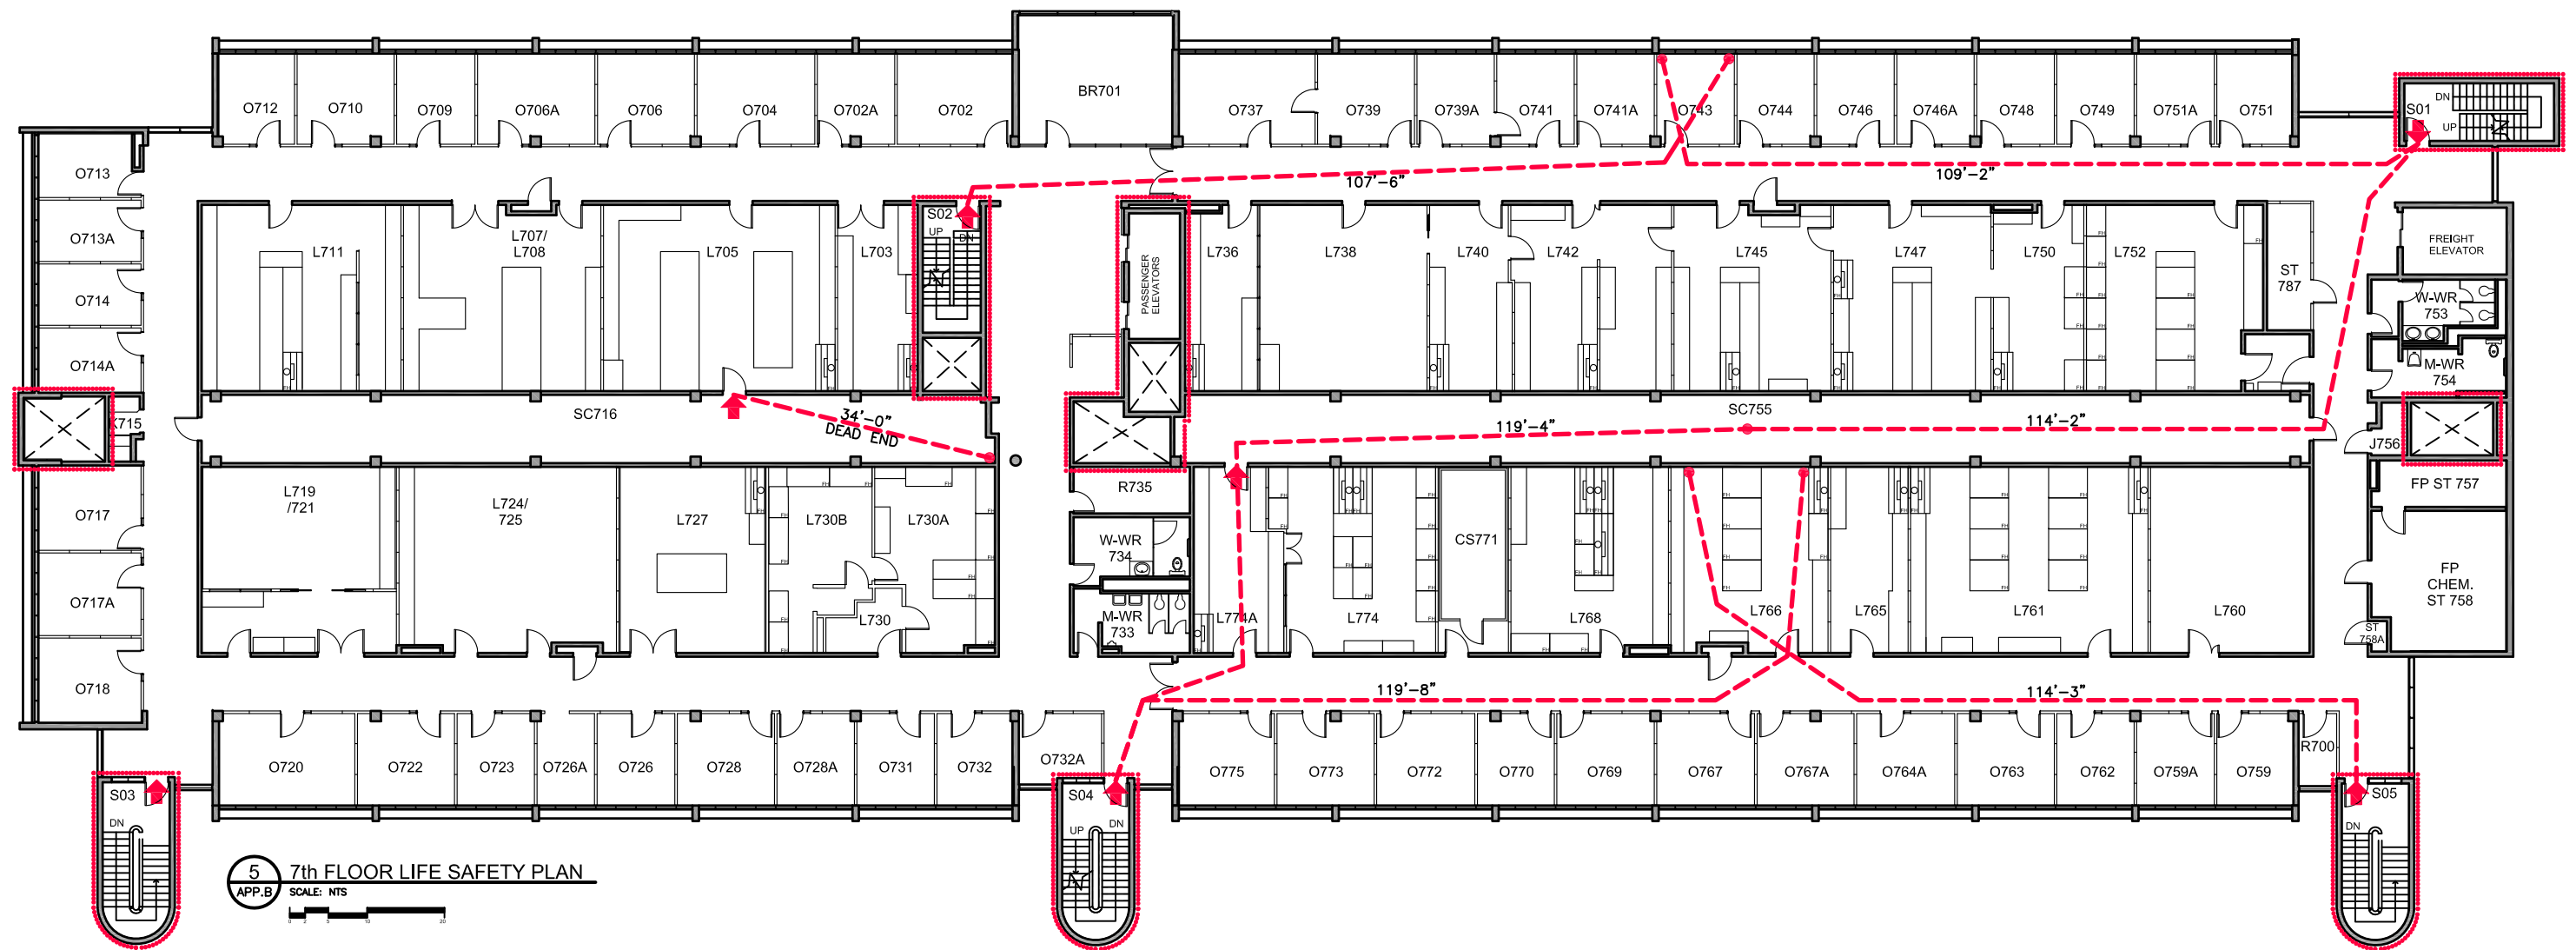 BR701
O712
O710
O709
O706A
O706
O704
O702A
O702
O737
O739
O739A
O741
O741A
O743
O744
O746
O746A
O748
O749
O751A
O751
S01
DN
UP
O713
107'-6"
109'-2"
O713A
L711
L707/
L708
L705
L703
S02
UP
DN
PASSENGER
ELEVATORS
L736
L738
L740
L742
L745
L747
L750
L752
ST
787
FREIGHT
ELEVATOR
O714
W-WR
753
O714A
M-WR
754
K715
SC716
34'-0"
DEAD END
SC755
119'-4"
114'-2"
J756
O717
L719
/721
L724/
725
L727
L730B
L730A
R735
CS771
FP ST 757
W-WR
734
O717A
L730
M-WR
733
L774A
L774
L768
L766
L765
L761
L760
FP
CHEM.
ST 758
ST
758A
O718
119'-8"
114'-3"
O720
O722
O723
O726A
O726
O728
O728A
O731
O732
O732A
O775
O773
O772
O770
O769
O767
O767A
O764A
O763
O762
O759A
O759
R700
S03
DN
S04
UP
DN
S05
DN
5
APP.B
7th FLOOR LIFE SAFETY PLAN
SCALE: NTS